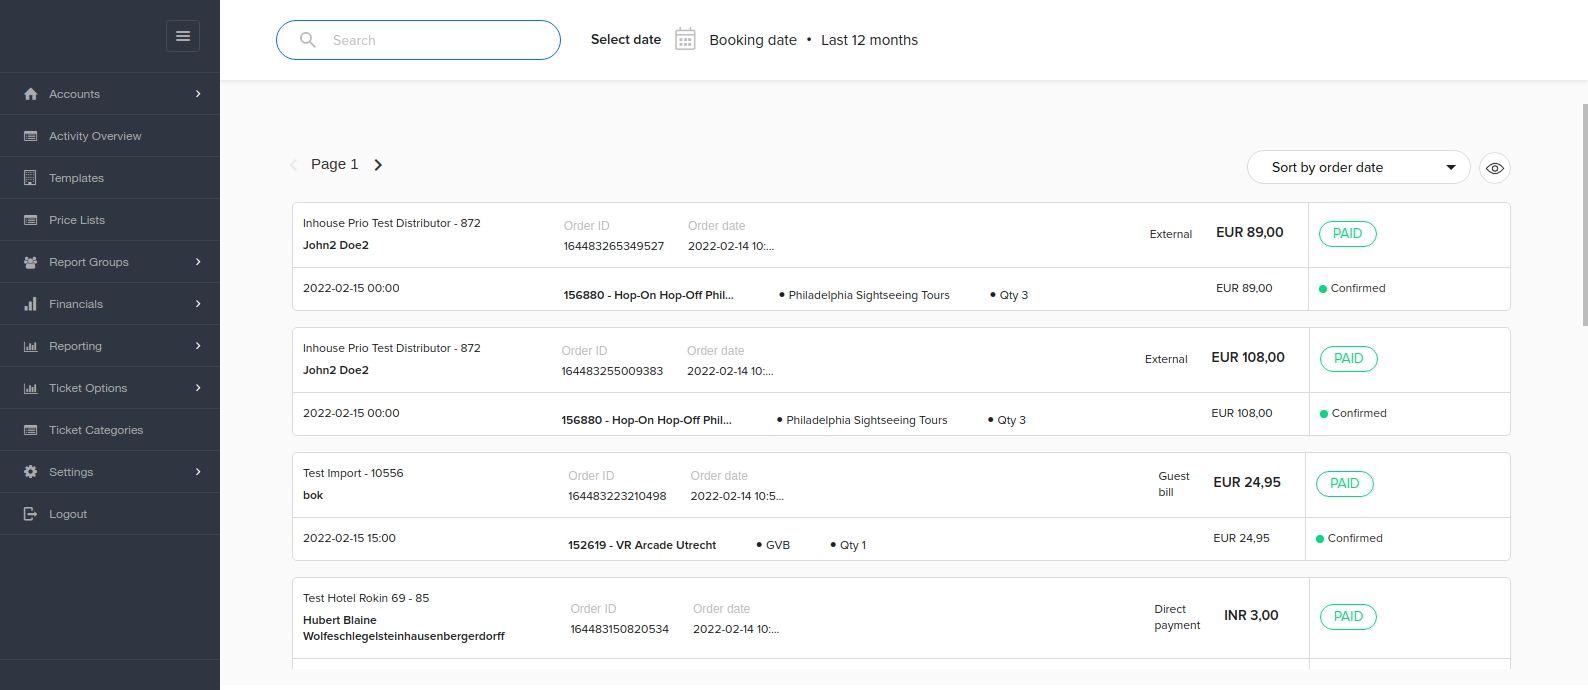 Search
Select date Booking date • Last 12 months
Accounts
Activity Overview
Templates
Price Lists
Report Groups
Financials
Reporting
Ticket Options
Ticket Categories
Settings
Logout
Page 1
Sort by order date
Inhouse Prio Test Distributor - 872
John2 Doe2
Order ID
164483265349527
Order date
2022-02-14 10:...
External
EUR 89,00
PAID
2022-02-15 00:00
156880 - Hop-On Hop-Off Phil...
• Philadelphia Sightseeing Tours
• Qty 3
EUR 89,00
Confirmed
Inhouse Prio Test Distributor - 872
John2 Doe2
Order ID
164483255009383
Order date
2022-02-14 10:...
External
EUR 108,00
PAID
2022-02-15 00:00
156880 - Hop-On Hop-Off Phil...
• Philadelphia Sightseeing Tours
• Qty 3
EUR 108,00
Confirmed
Test Import - 10556
bok
Order ID
164483223210498
Order date
2022-02-14 10:5...
Guest
bill
EUR 24,95
PAID
2022-02-15 15:00
152619 - VR Arcade Utrecht
• GVB
• Qty 1
EUR 24,95
Confirmed
Test Hotel Rokin 69 - 85
Hubert Blaine
Wolfeschlegelsteinhausenbergerdorff
Order ID
164483150820534
Order date
2022-02-14 10:...
Direct
payment
INR 3,00
PAID